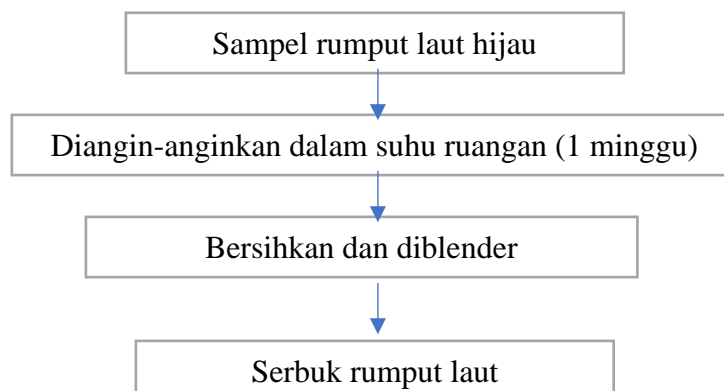 Sampel rumput laut hijau
Diangin-anginkan dalam suhu ruangan (1 minggu)
Bersihkan dan diblender
Serbuk rumput laut